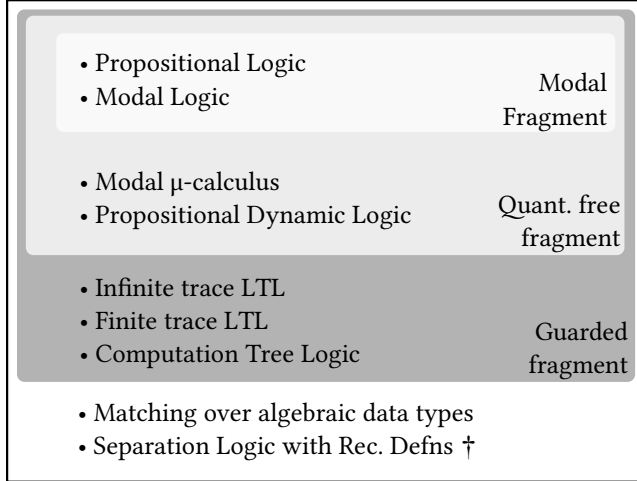 • Propositional Logic
• Modal Logic
Modal
Fragment
• Modal μ-calculus
• Propositional Dynamic Logic
Quant. free
fragment
• Infinite trace LTL
• Finite trace LTL
• Computation Tree Logic
Guarded
fragment
• Matching over algebraic data types
• Separation Logic with Rec. Defns †